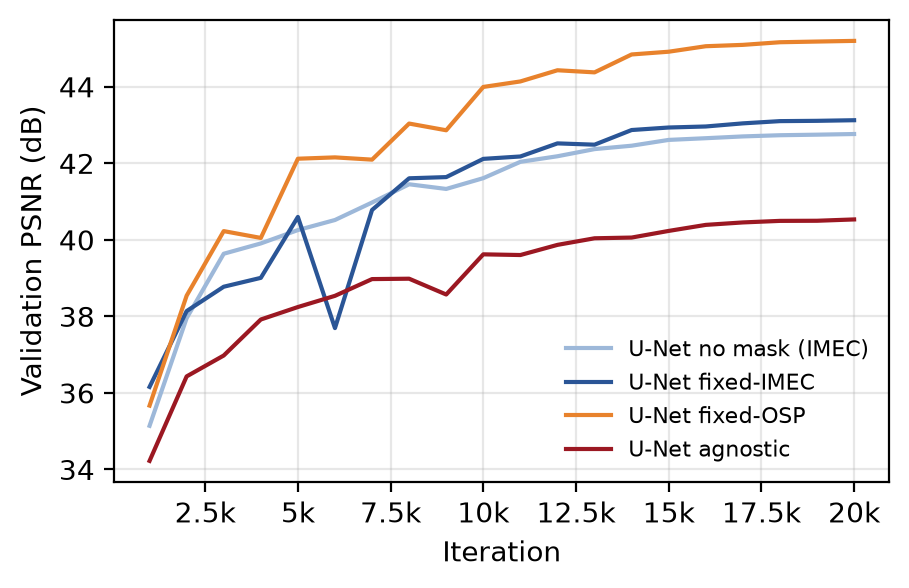 Validation PSNR (dB)
44
42
40
38
36
34
U-Net no mask (IMEC)
U-Net fixed-IMEC
U-Net fixed-OSP
U-Net agnostic
2.5k 5k 7.5k 10k 12.5k 15k 17.5k 20k
Iteration